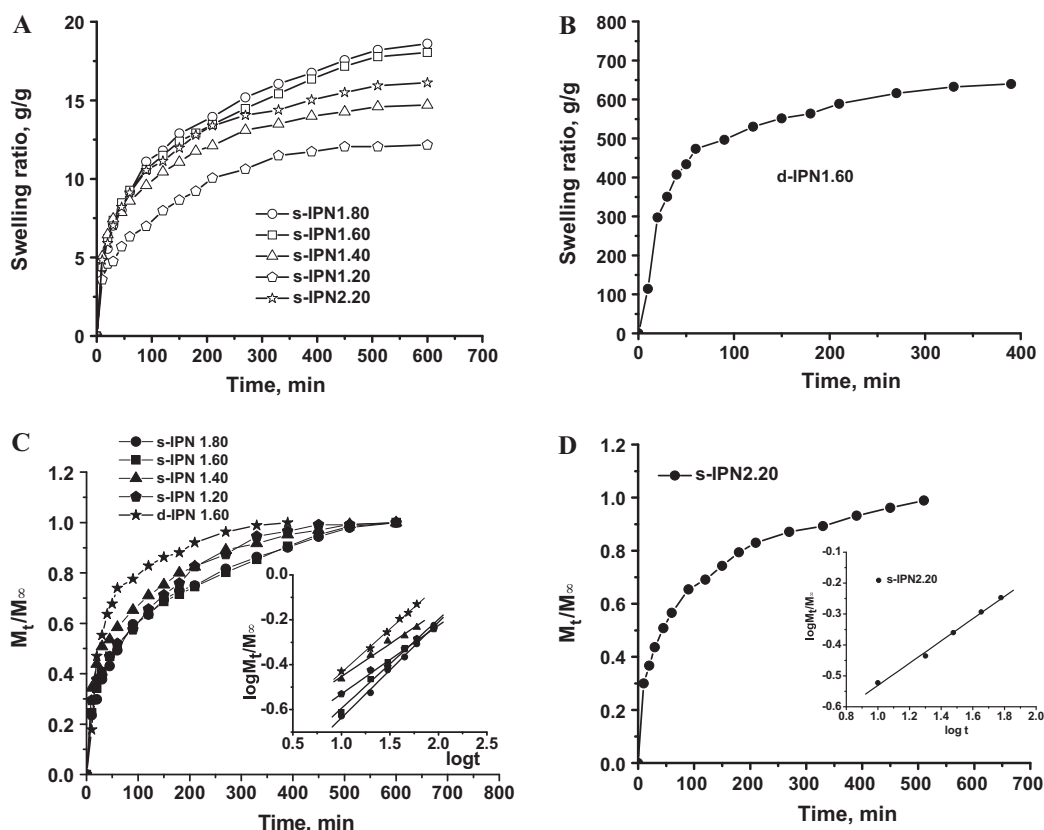 A
Swelling ratio, g/g
20
15
10
5
0
s-IPN1.80
s-IPN1.60
s-IPN1.40
s-IPN1.20
s-IPN2.20
0 100 200 300 400 500 600 700
Time, min
B
Swelling ratio, g/g
800
700
600
500
400
300
200
100
0
d-IPN1.60
0 100 200 300 400
Time, min
C
s-IPN 1.80
s-IPN 1.60
s-IPN 1.40
s-IPN 1.20
d-IPN 1.60
Mt/M∞
1.2
1.0
0.8
0.6
0.4
0.2
0.0
logMt/M∞
0.0
-0.2
-0.4
-0.6
0.5 1.0 1.5 2.0 2.5
logt
0 100 200 300 400 500 600 700 800
Time, min
D
Mt/M∞
1.2
1.0
0.8
0.6
0.4
0.2
0.0
s-IPN2.20
logMt/M∞
-0.1
-0.2
-0.3
-0.4
-0.5
-0.6
s-IPN2.20
0.8 1.0 1.2 1.4 1.6 1.8 2.0
log t
0 100 200 300 400 500 600
Time, min